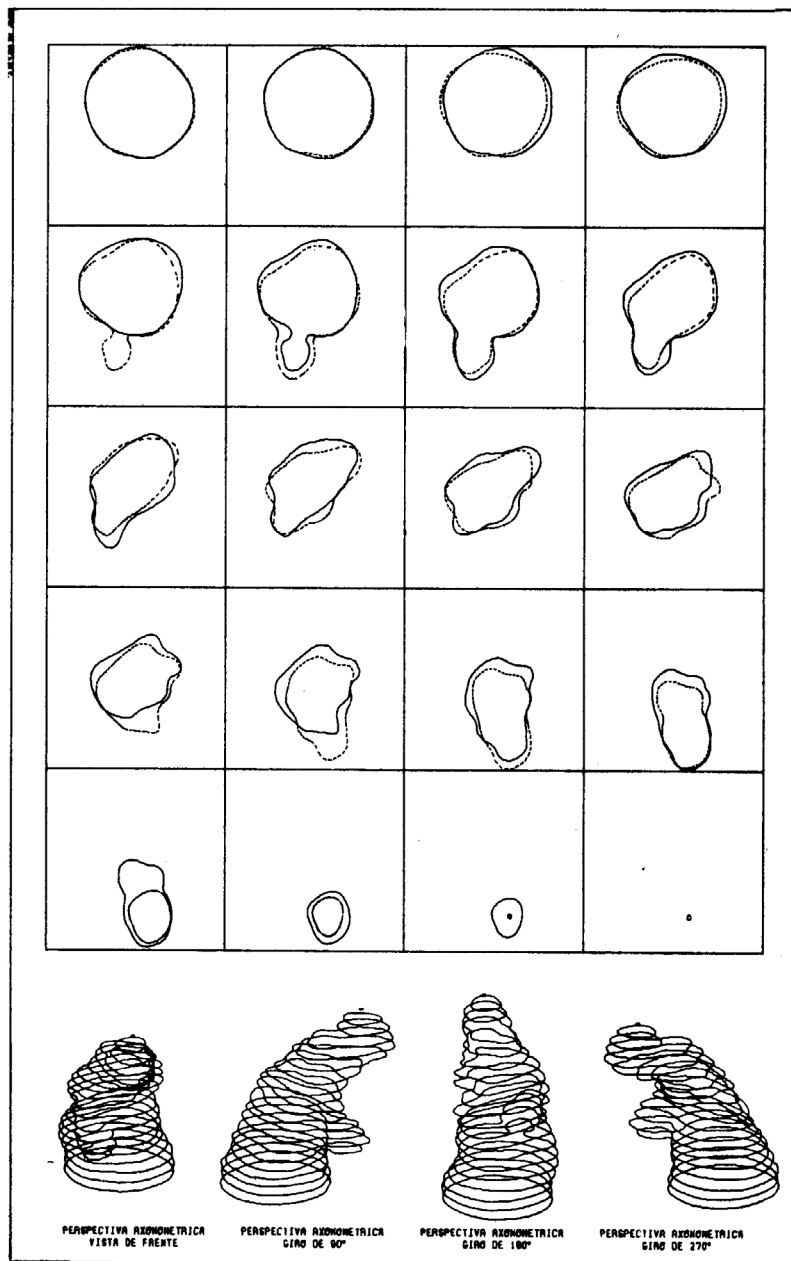 PERSPECTIVA AXONOMETRICA
VISTA DE FRENTE
PERSPECTIVA AXONOMETRICA
GIRO DE 90°
PERSPECTIVA AXONOMETRICA
GIRO DE 180°
PERSPECTIVA AXONOMETRICA
GIRO DE 270°